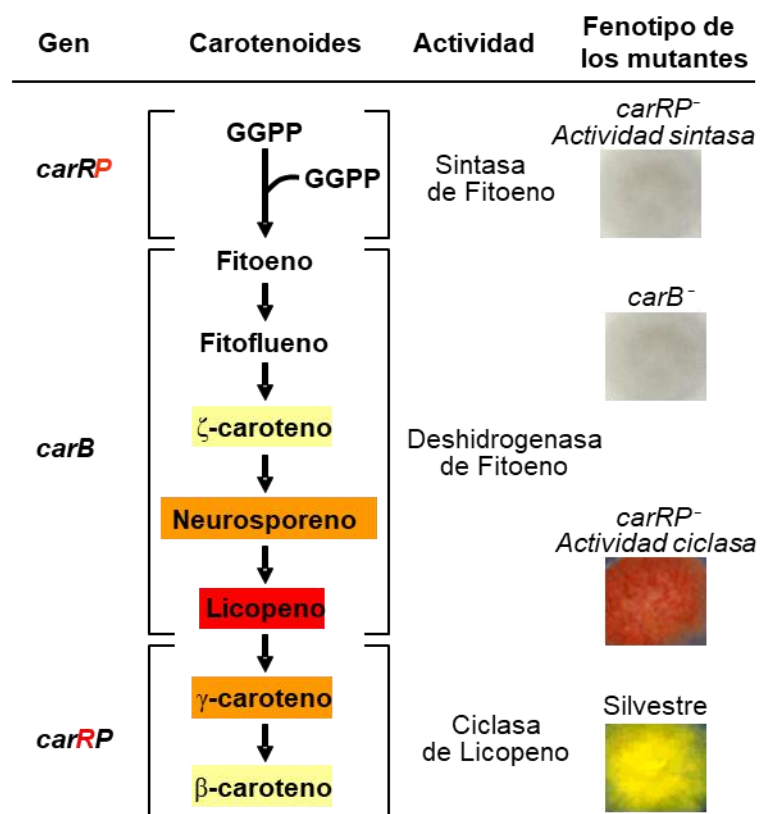 Gen Carotenoides Actividad Fenotipo de
los mutantes
carRP
GGPP
GGPP
Sintasa
de Fitoeno
carRP⁻
Actividad sintasa
Fitoeno
Fitoflueno
ζ-caroteno
Neurosporeno
Licopeno
carB
Deshidrogenasa
de Fitoeno
carB⁻
carRP⁻
Actividad ciclasa
γ-caroteno
β-caroteno
carRP
Ciclasa
de Licopeno
Silvestre